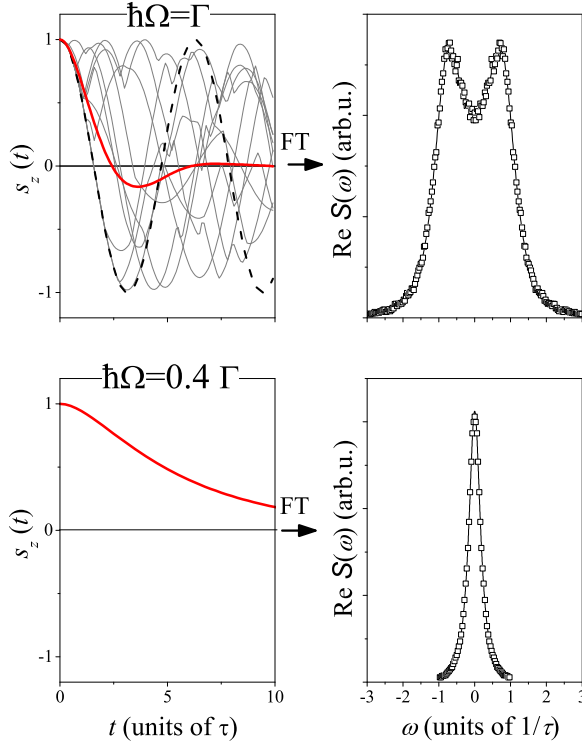 ħΩ=Γ
1
0
-1
s_z (t)
FT
Re S(ω) (arb.u.)
ħΩ=0.4 Γ
1
0
-1
s_z (t)
0 5 10
t (units of τ)
FT
Re S(ω) (arb.u.)
-3 -2 -1 0 1 2 3
ω (units of 1/τ)